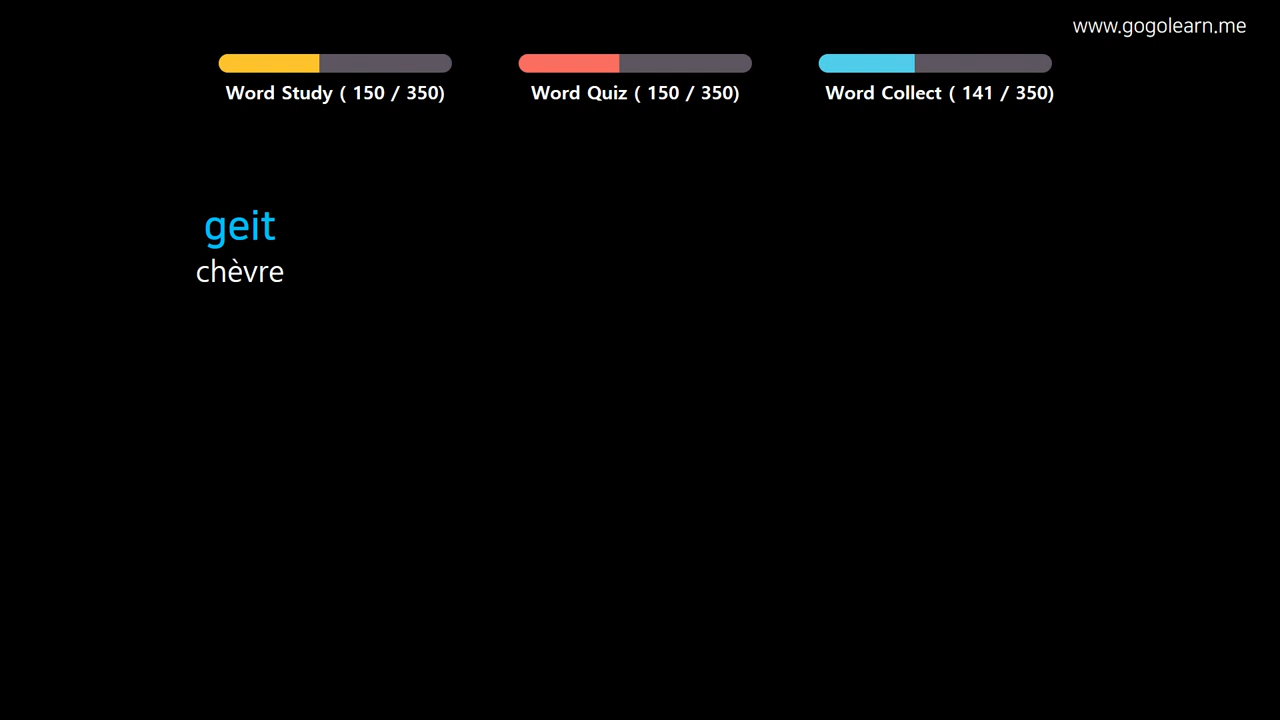 www.gogolearn.me
Word Study ( 150 / 350)
Word Quiz ( 150 / 350)
Word Collect ( 141 / 350)
geit
chèvre